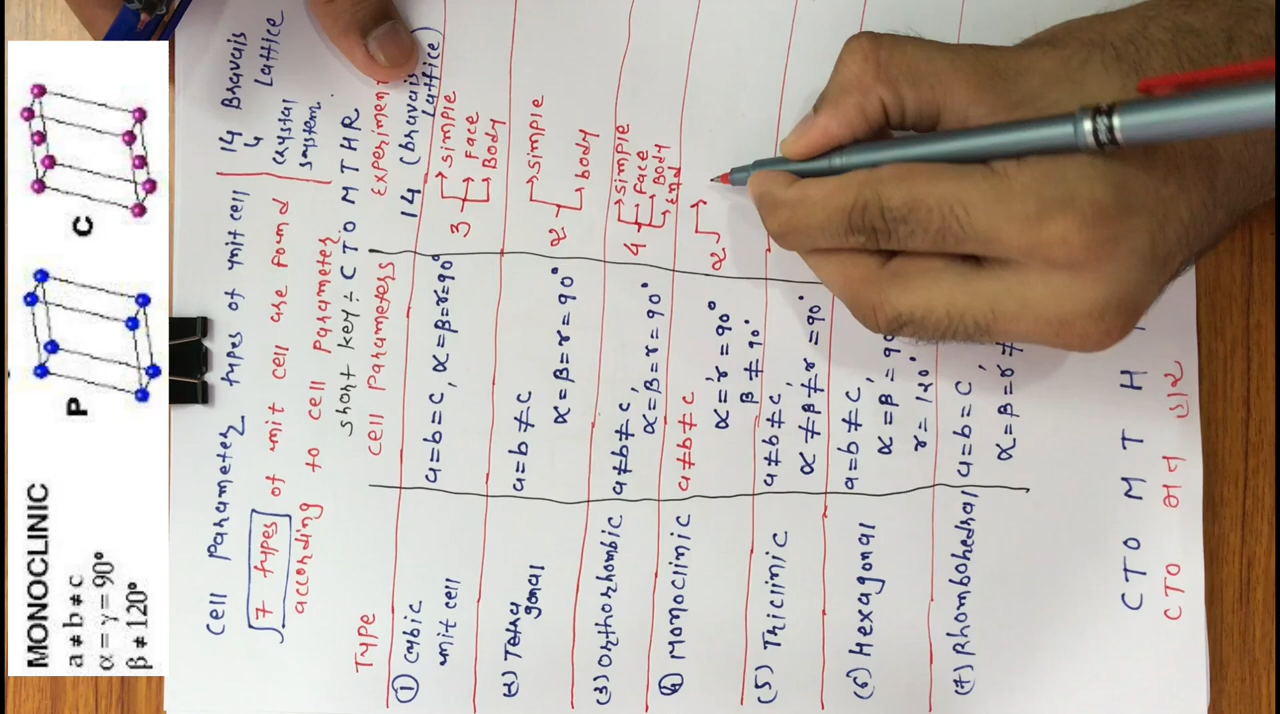 MONOCLINIC
a ≠ b ≠ c
α = γ = 90°
β ≠ 120°
P
C
Cell Parameter types of unit cell
7 types of unit cell are found
according to cell parameter.
14 Bravais
Lattice
crystal
system.
short key ÷ C T O M T H R
Type
Cell Parameters
Experiment
14 (bravais
Lattice)
① Cubic
unit cell
a=b=c, α=β=r=90°
3
simple
Face
Body
(2) Tetra
gonal
a=b≠c
α=β=r=90°
2
simple
body
(3) Orthorhombic
a≠b≠c,
α=β=r=90°
4
simple
Face
Body
End
④ Monoclinic
a≠b≠c
α=r=90°
β≠90°
2
(5) Triclinic
a≠b≠c,
α≠β≠r=90°
(6) Hexagonal
a=b≠c,
α=β=90
r=120°
(7) Rhombohedral
a=b=c
α=β=r≠
C T O M T H
CTO